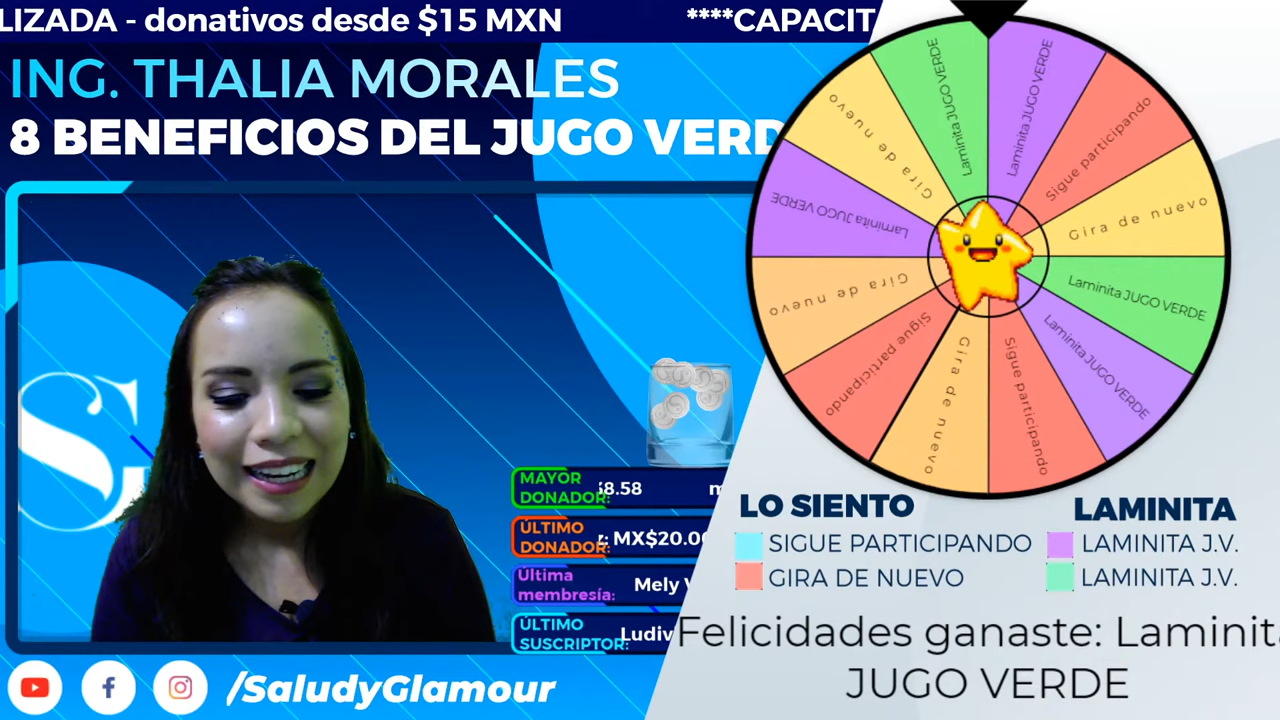 LIZADA - donativos desde $15 MXN
****CAPACIT
ING. THALIA MORALES
8 BENEFICIOS DEL JUGO VERD
Laminita JUGO VERDE
Sigue participando
Gira de nuevo
Laminita JUGO VERDE
Laminita JUGO VERDE
Sigue participando
Gira de nuevo
Sigue participando
Gira de nuevo
Laminita JUGO VERDE
Gira de nuevo
Laminita JUGO VERDE
MAYOR
DONADOR:
8.58
ÚLTIMO
DONADOR:
MX$20.0
Última
membresía:
Mely
ÚLTIMO
SUSCRIPTOR:
Ludiv
LO SIENTO
SIGUE PARTICIPANDO
GIRA DE NUEVO
LAMINITA
LAMINITA J.V.
LAMINITA J.V.
Felicidades ganaste: Laminita
JUGO VERDE
/SaludyGlamour